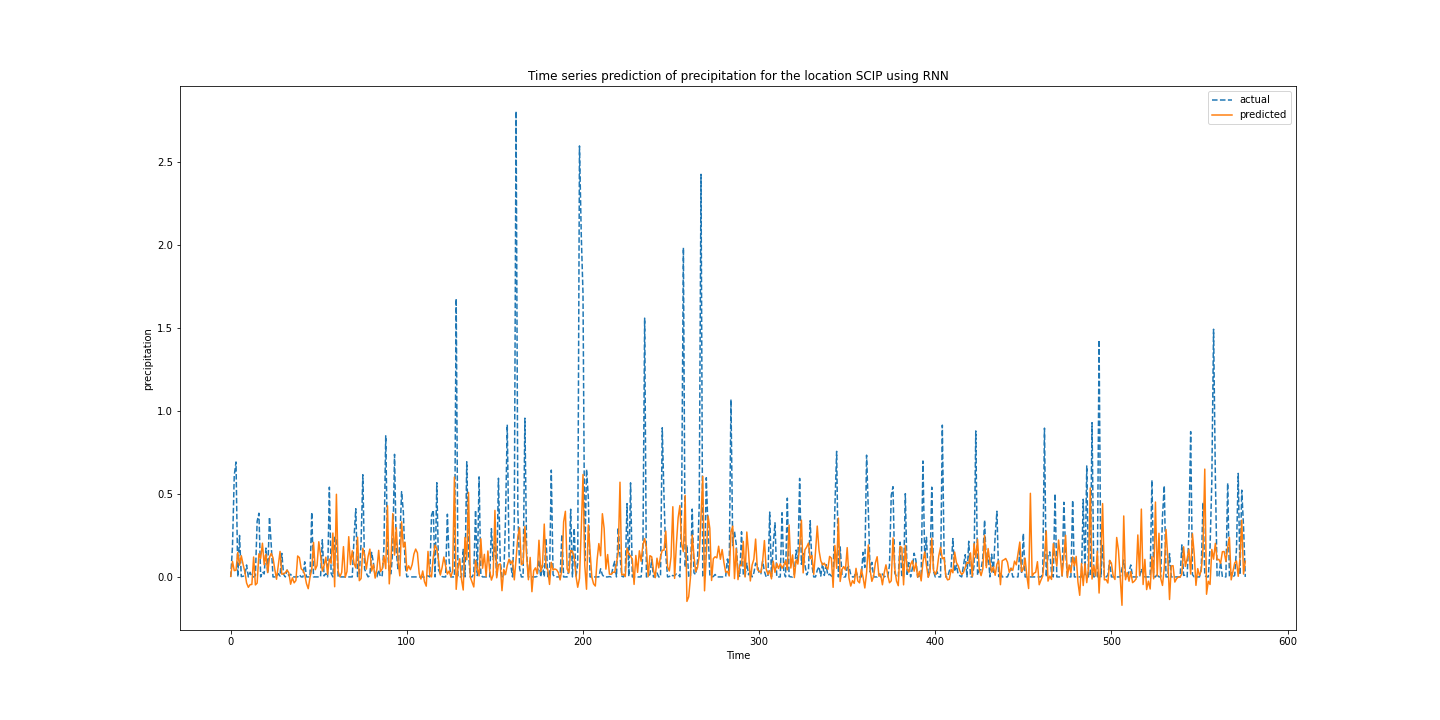 Time series prediction of precipitation for the location SCIP using RNN
actual
predicted
2.5
2.0
1.5
1.0
0.5
0.0
precipitation
0 100 200 300 400 500 600
Time